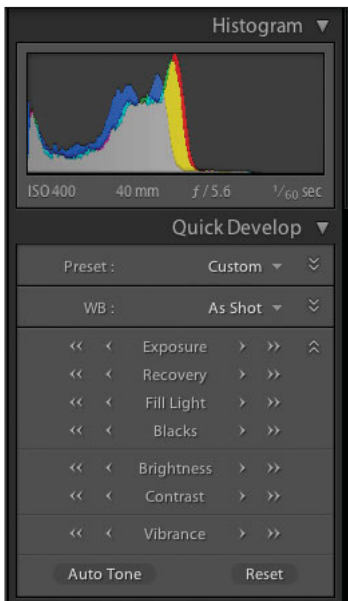 Histogram
ISO 400 40 mm ƒ / 5.6 1/60 sec
Quick Develop
Preset : Custom
WB : As Shot
Exposure
Recovery
Fill Light
Blacks
Brightness
Contrast
Vibrance
Auto Tone Reset